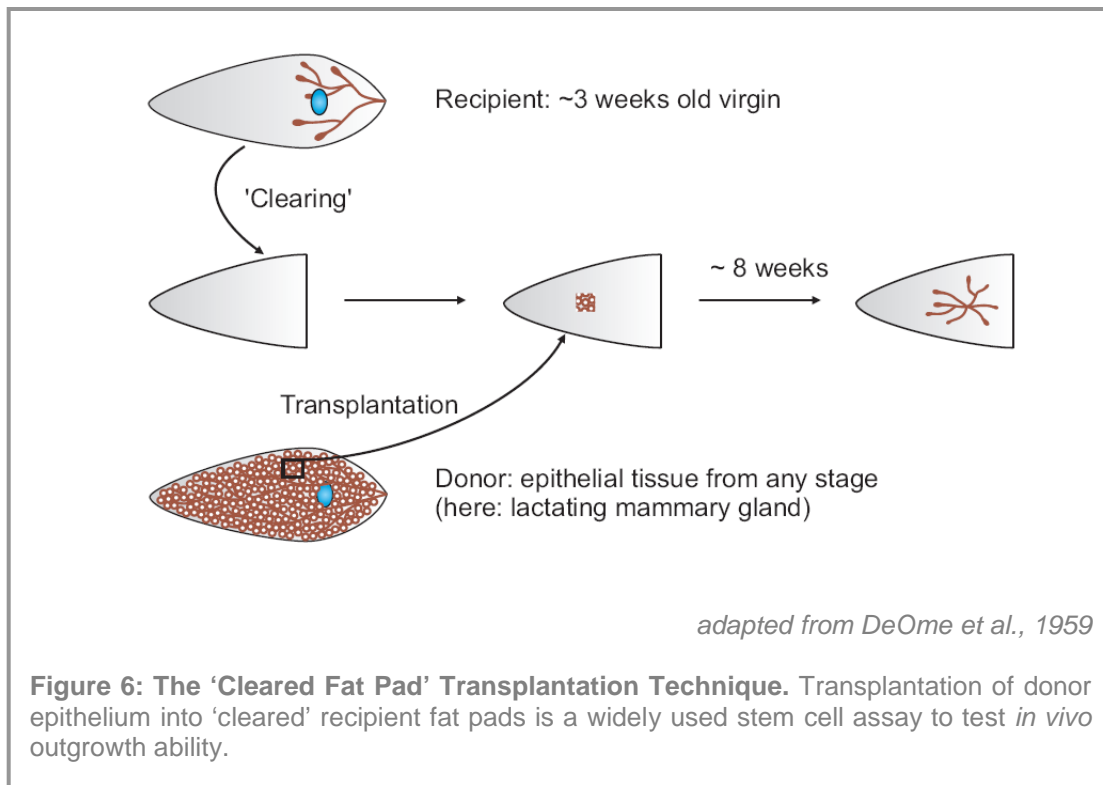 Recipient: ~3 weeks old virgin
'Clearing'
~ 8 weeks
Transplantation
Donor: epithelial tissue from any stage
(here: lactating mammary gland)
adapted from DeOme et al., 1959
Figure 6: The ‘Cleared Fat Pad’ Transplantation Technique. Transplantation of donor
epithelium into ‘cleared’ recipient fat pads is a widely used stem cell assay to test in vivo
outgrowth ability.